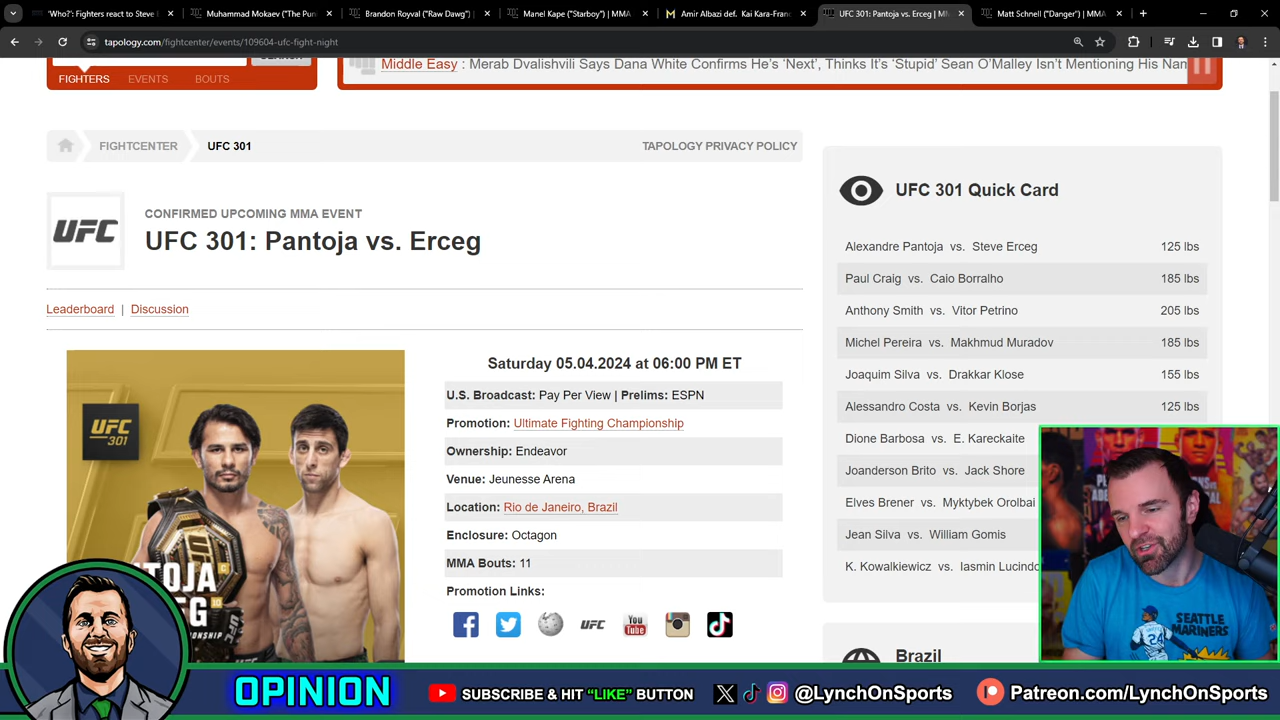 'Who?': Fighters react to Steve E
Muhammad Mokaev ("The Pun
Brandon Royval ("Raw Dawg") |
Manel Kape ("Starboy") | MMA
Amir Albazi def. Kai Kara-Franc
UFC 301: Pantoja vs. Erceg | M
Matt Schnell ("Danger") | MMA
tapology.com/fightcenter/events/109604-ufc-fight-night
FIGHTERS EVENTS BOUTS
Middle Easy : Merab Dvalishvili Says Dana White Confirms He's 'Next', Thinks It's 'Stupid' Sean O'Malley Isn't Mentioning His Nam
FIGHTCENTER UFC 301 TAPOLOGY PRIVACY POLICY
UFC
CONFIRMED UPCOMING MMA EVENT
UFC 301: Pantoja vs. Erceg
Leaderboard | Discussion
UFC
301
Saturday 05.04.2024 at 06:00 PM ET
U.S. Broadcast: Pay Per View | Prelims: ESPN
Promotion: Ultimate Fighting Championship
Ownership: Endeavor
Venue: Jeunesse Arena
Location: Rio de Janeiro, Brazil
Enclosure: Octagon
MMA Bouts: 11
Promotion Links:
UFC
You
Tube
UFC 301 Quick Card
Alexandre Pantoja vs. Steve Erceg 125 lbs
Paul Craig vs. Caio Borralho 185 lbs
Anthony Smith vs. Vitor Petrino 205 lbs
Michel Pereira vs. Makhmud Muradov 185 lbs
Joaquim Silva vs. Drakkar Klose 155 lbs
Alessandro Costa vs. Kevin Borjas 125 lbs
Dione Barbosa vs. E. Kareckaite
Joanderson Brito vs. Jack Shore
Elves Brener vs. Myktybek Orolbai
Jean Silva vs. William Gomis
K. Kowalkiewicz vs. Iasmin Lucindo
Brazil
SEATTLE
MARINERS
24
OPINION
SUBSCRIBE & HIT "LIKE" BUTTON
@LynchOnSports
Patreon.com/LynchOnSports